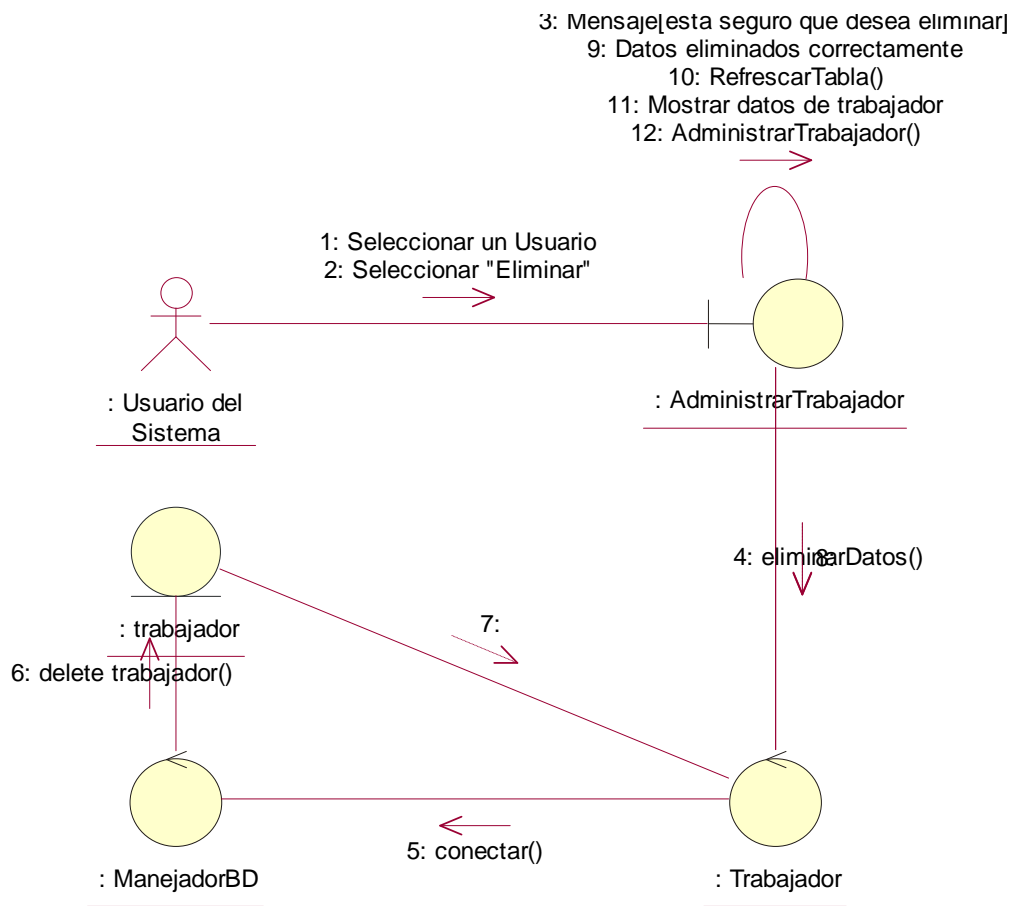 3: Mensaje[esta seguro que desea eliminar]
9: Datos eliminados correctamente
10: RefrescarTabla()
11: Mostrar datos de trabajador
12: AdministrarTrabajador()
1: Seleccionar un Usuario
2: Seleccionar "Eliminar"
: Usuario del
Sistema
: AdministrarTrabajador
4: eliminarDatos()
8:
: trabajador
7:
6: delete trabajador()
5: conectar()
: ManejadorBD
: Trabajador